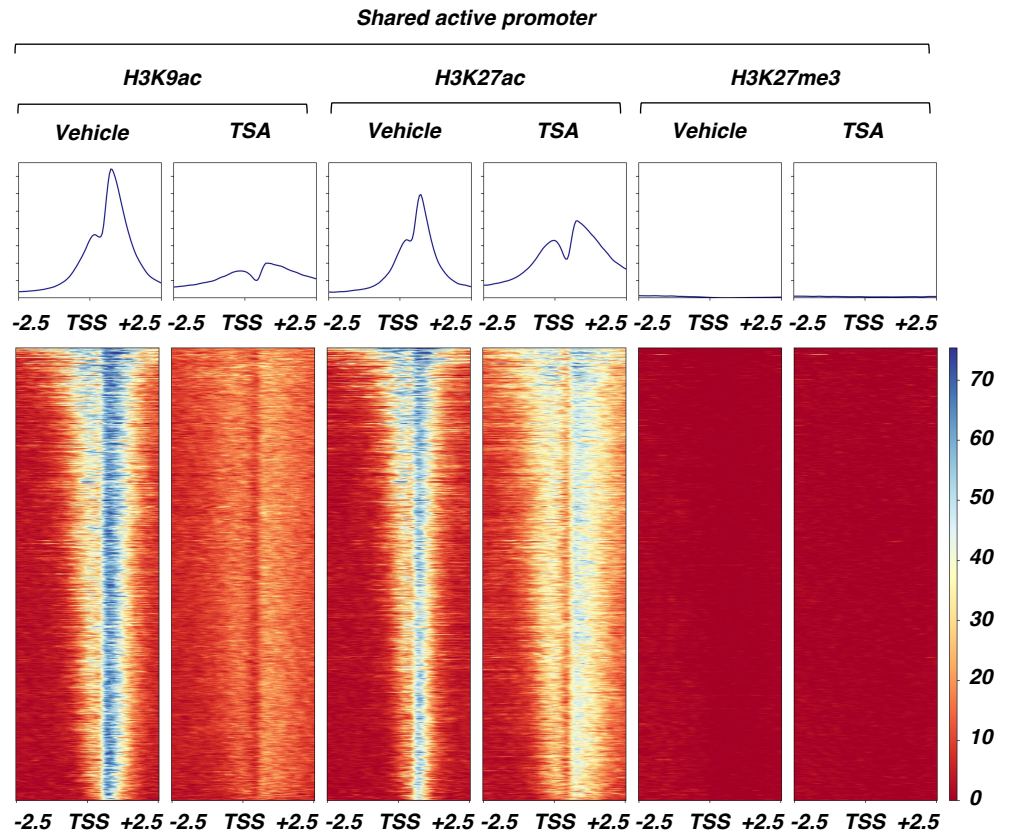 Shared active promoter
H3K9ac H3K27ac H3K27me3
Vehicle TSA Vehicle TSA Vehicle TSA
-2.5 TSS +2.5 -2.5 TSS +2.5 -2.5 TSS +2.5 -2.5 TSS +2.5 -2.5 TSS +2.5 -2.5 TSS +2.5
70
60
50
40
30
20
10
0
-2.5 TSS +2.5 -2.5 TSS +2.5 -2.5 TSS +2.5 -2.5 TSS +2.5 -2.5 TSS +2.5 -2.5 TSS +2.5